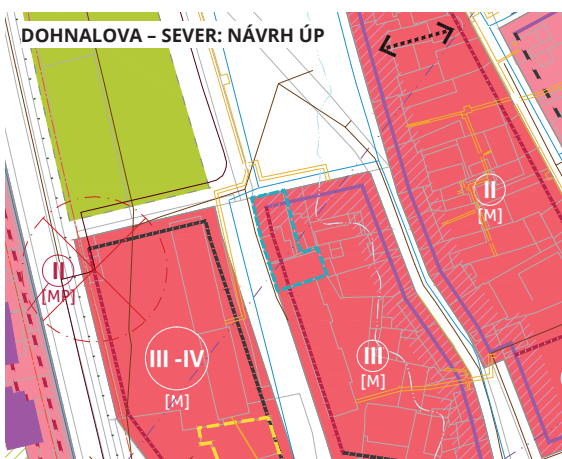 DOHNALOVA – SEVER: NÁVRH ÚP
II
[M]
II
[MP]
III -IV
[M]
III
[M]